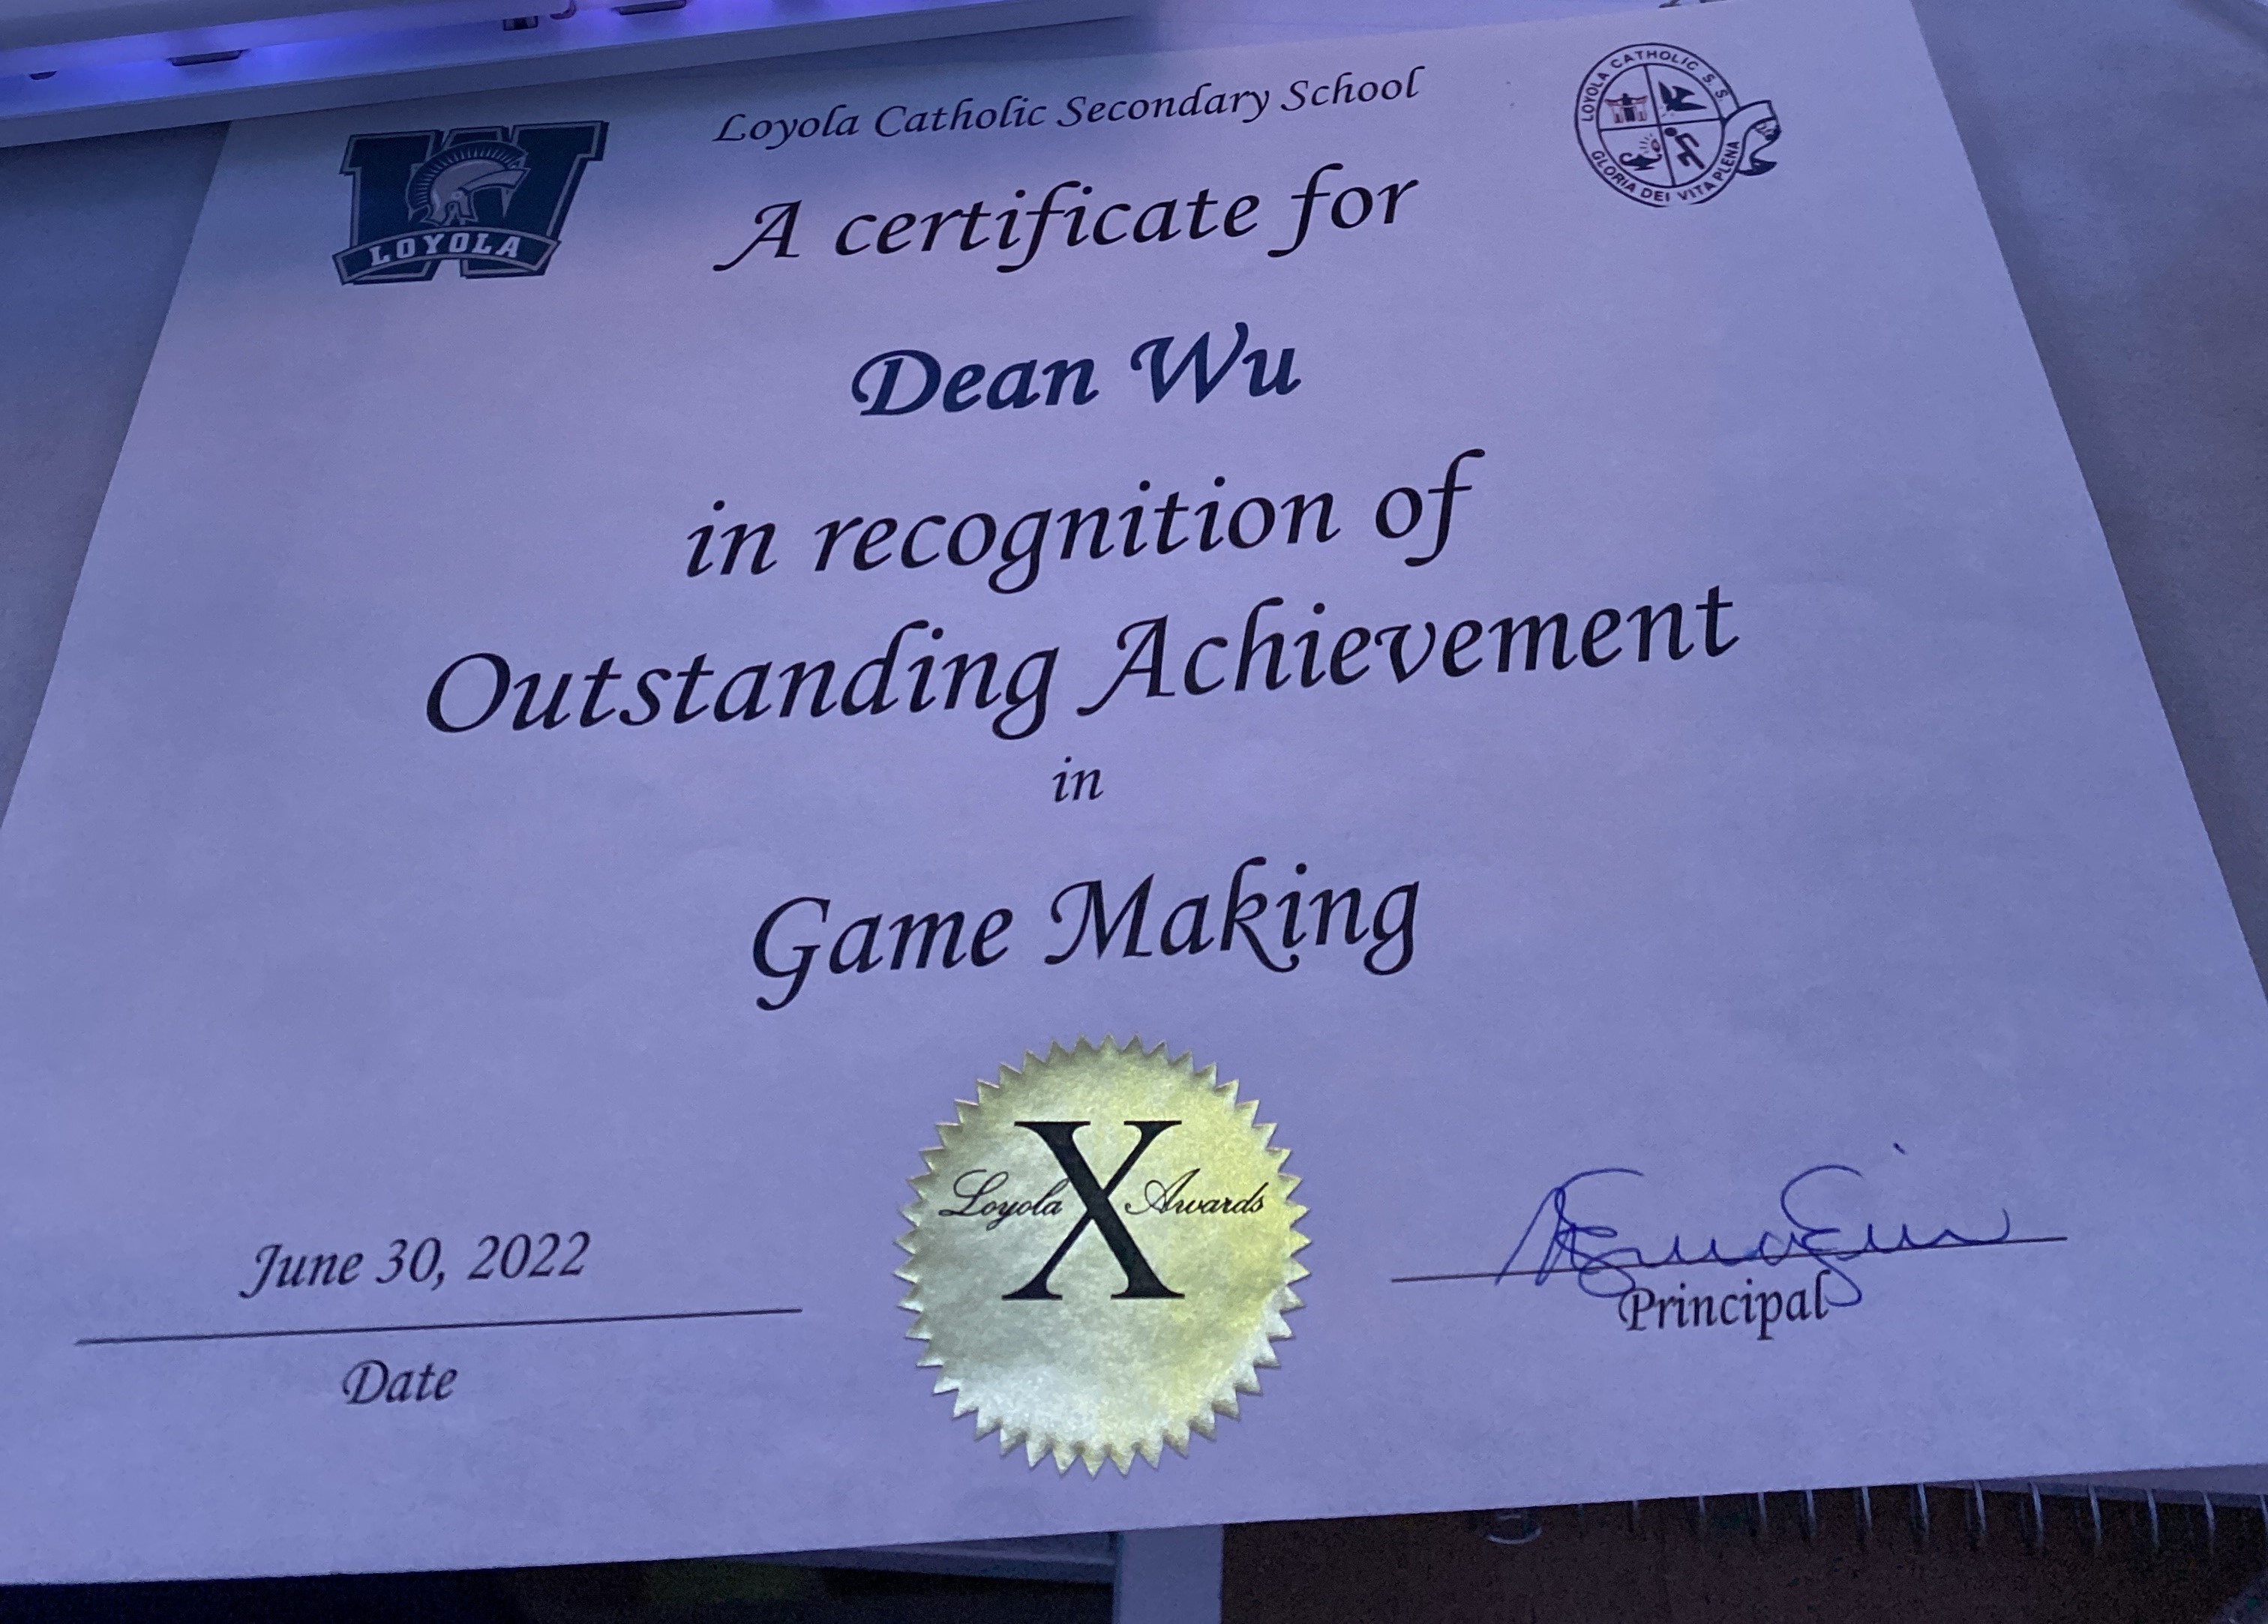 Loyola Catholic Secondary School
LOYOLA
LOYOLA CATHOLIC S. S.
GLORIA DEI VITA PLENA
A certificate for
Dean Wu
in recognition of
Outstanding Achievement
in
Game Making
Loyola X Awards
June 30, 2022
Date
Principal